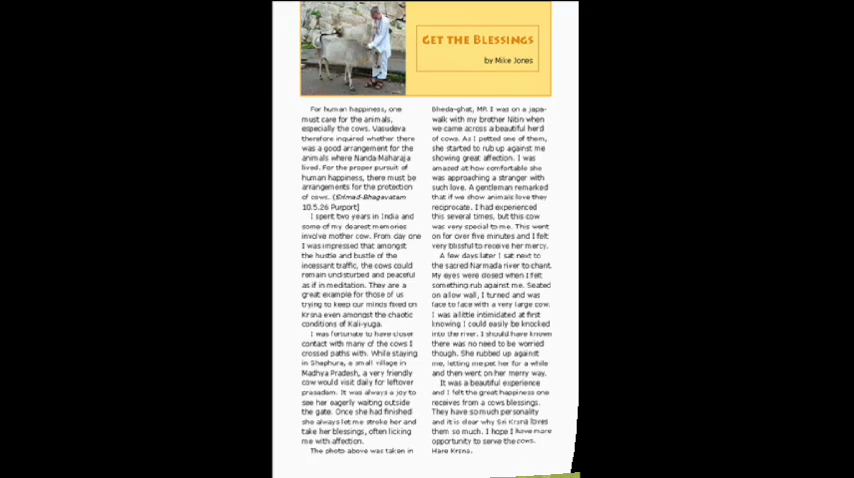 GET THE BLESSINGS
by Mike Jones
For human happiness, one
must care for the animals,
especially the cows. Vasudeva
therefore inquired whether there
was a good arrangement for the
animals where Nanda Maharaja
lived. For the proper pursuit of
human happiness, there must be
arrangements for the protection
of cows. (Srimad-Bhagavatam
10.5.26 Purport]
I spent two years in India and
some of my dearest memories
involve mother cow. From day one
I was impressed that amongst
the hustle and bustle of the
incessant traffic, the cows could
remain undisturbed and peaceful
as if in meditation. They are a
great example for those of us
trying to keep our minds fixed on
Krsna even amongst the chaotic
conditions of Kali-yuga.
I was fortunate to have closer
contact with many of the cows I
crossed paths with. While staying
in Shaphura, a small village in
Madhya Pradesh, a very friendly
cow would visit daily for leftover
prasadam. It was always a joy to
see her eagerly waiting outside
the gate. Once she had finished
she always let me stroke her and
take her blessings, often licking
me with affection.
The photo above was taken in
Bheda-ghat, MP. I was on a japa-
walk with my brother Nitin when
we came across a beautiful herd
of cows. As I petted one of them,
she started to rub up against me
showing great affection. I was
amazed at how comfortable she
was approaching a stranger with
such love. A gentleman remarked
that if we show animals love they
reciprocate. I had experienced
this several times, but this cow
was very special to me. This went
on for over five minutes and I felt
very blissful to receive her mercy.
A few days later I sat next to
the sacred Narmada river to chant.
My eyes were closed when I felt
something rub against me. Seated
on a low wall, I turned and was
face to face with a very large cow.
I was a little intimidated at first
knowing I could easily be knocked
into the river. I should have known
there was no need to be worried
though. She rubbed up against
me, letting me pet her for a while
and then went on her merry way.
It was a beautiful experience
and I felt the great happiness one
receives from a cows blessings.
They have so much personality
and it is clear why Sri Krsna loves
them so much. I hope I have more
opportunity to serve the cows.
Hare Krsna.